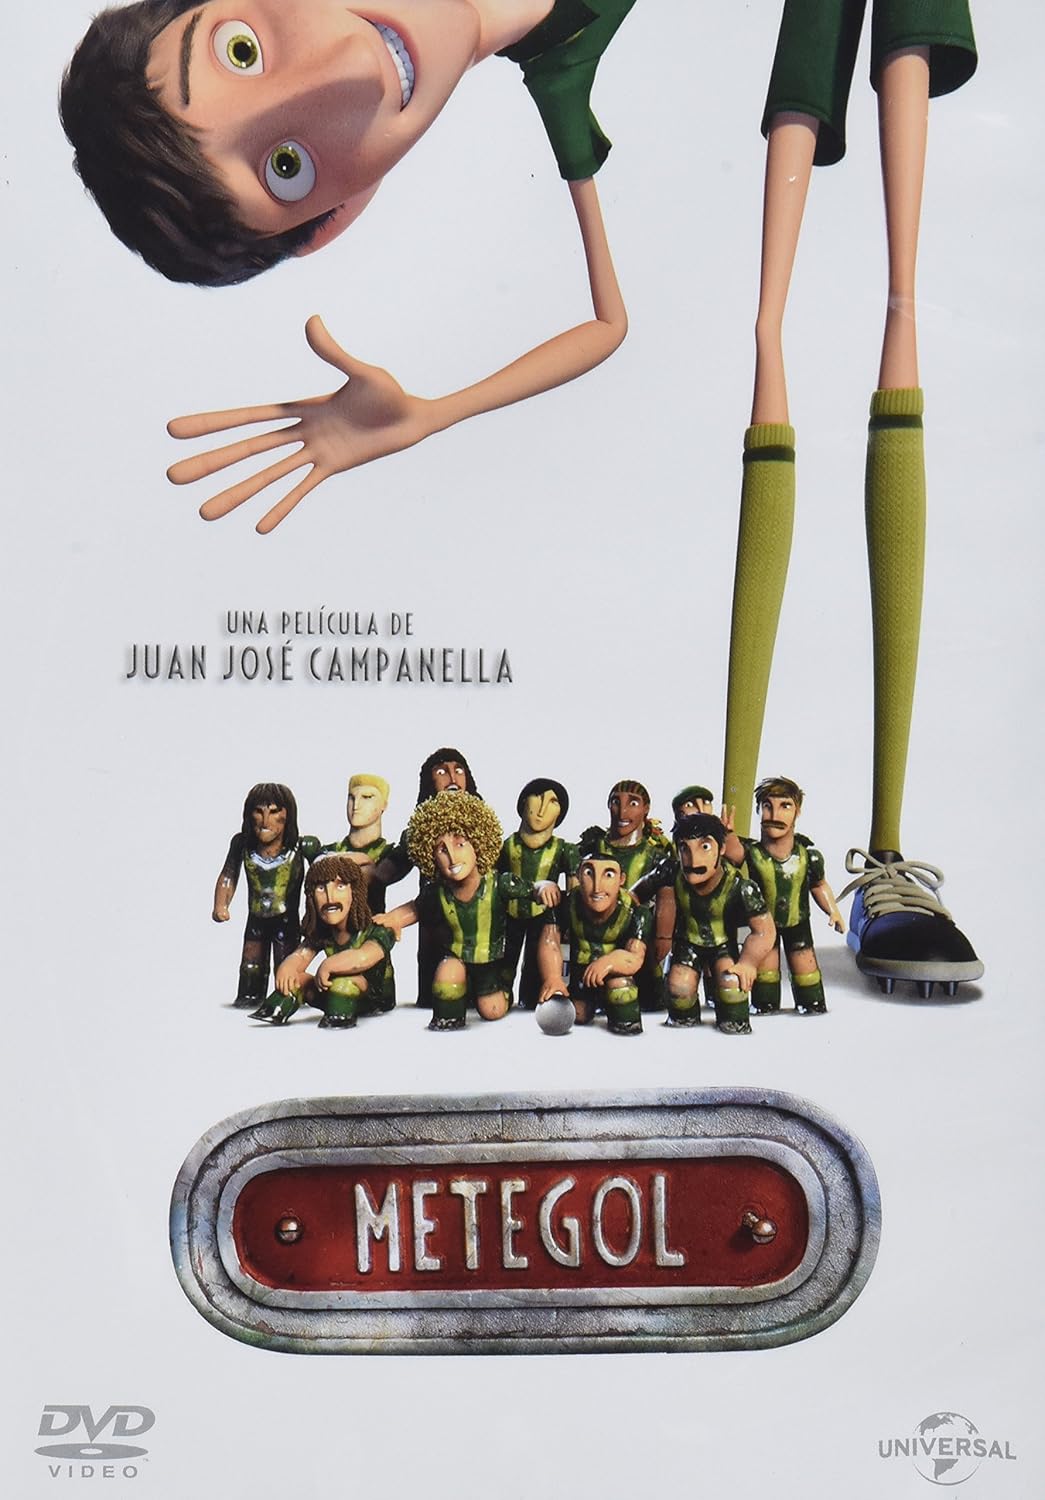 UNA PELÍCULA DE
JUAN JOSÉ CAMPANELLA
METEGOL
DVD
VIDEO
UNIVERSAL